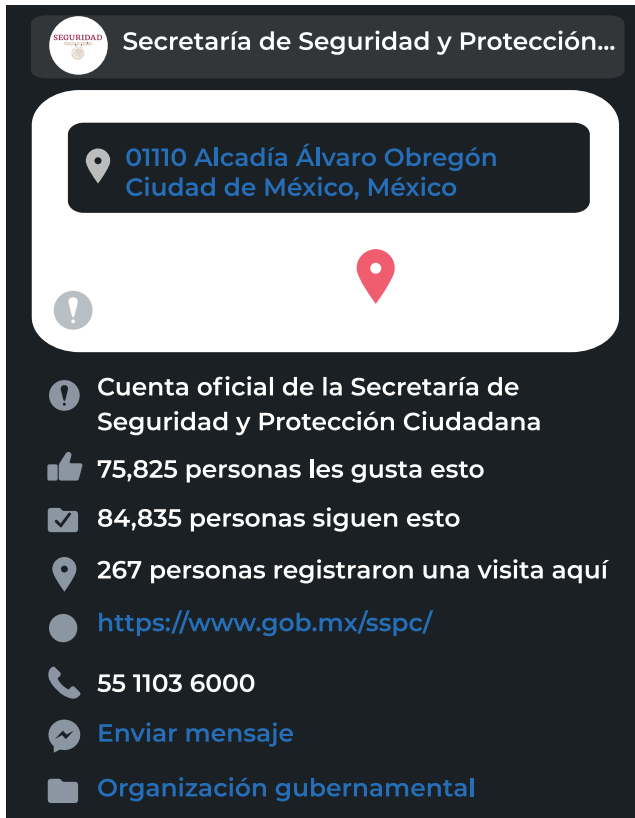 SEGURIDAD
Secretaría de Seguridad y Protección...
01110 Alcadía Álvaro Obregón
Ciudad de México, México
Cuenta oficial de la Secretaría de
Seguridad y Protección Ciudadana
75,825 personas les gusta esto
84,835 personas siguen esto
267 personas registraron una visita aquí
https://www.gob.mx/sspc/
55 1103 6000
Enviar mensaje
Organización gubernamental